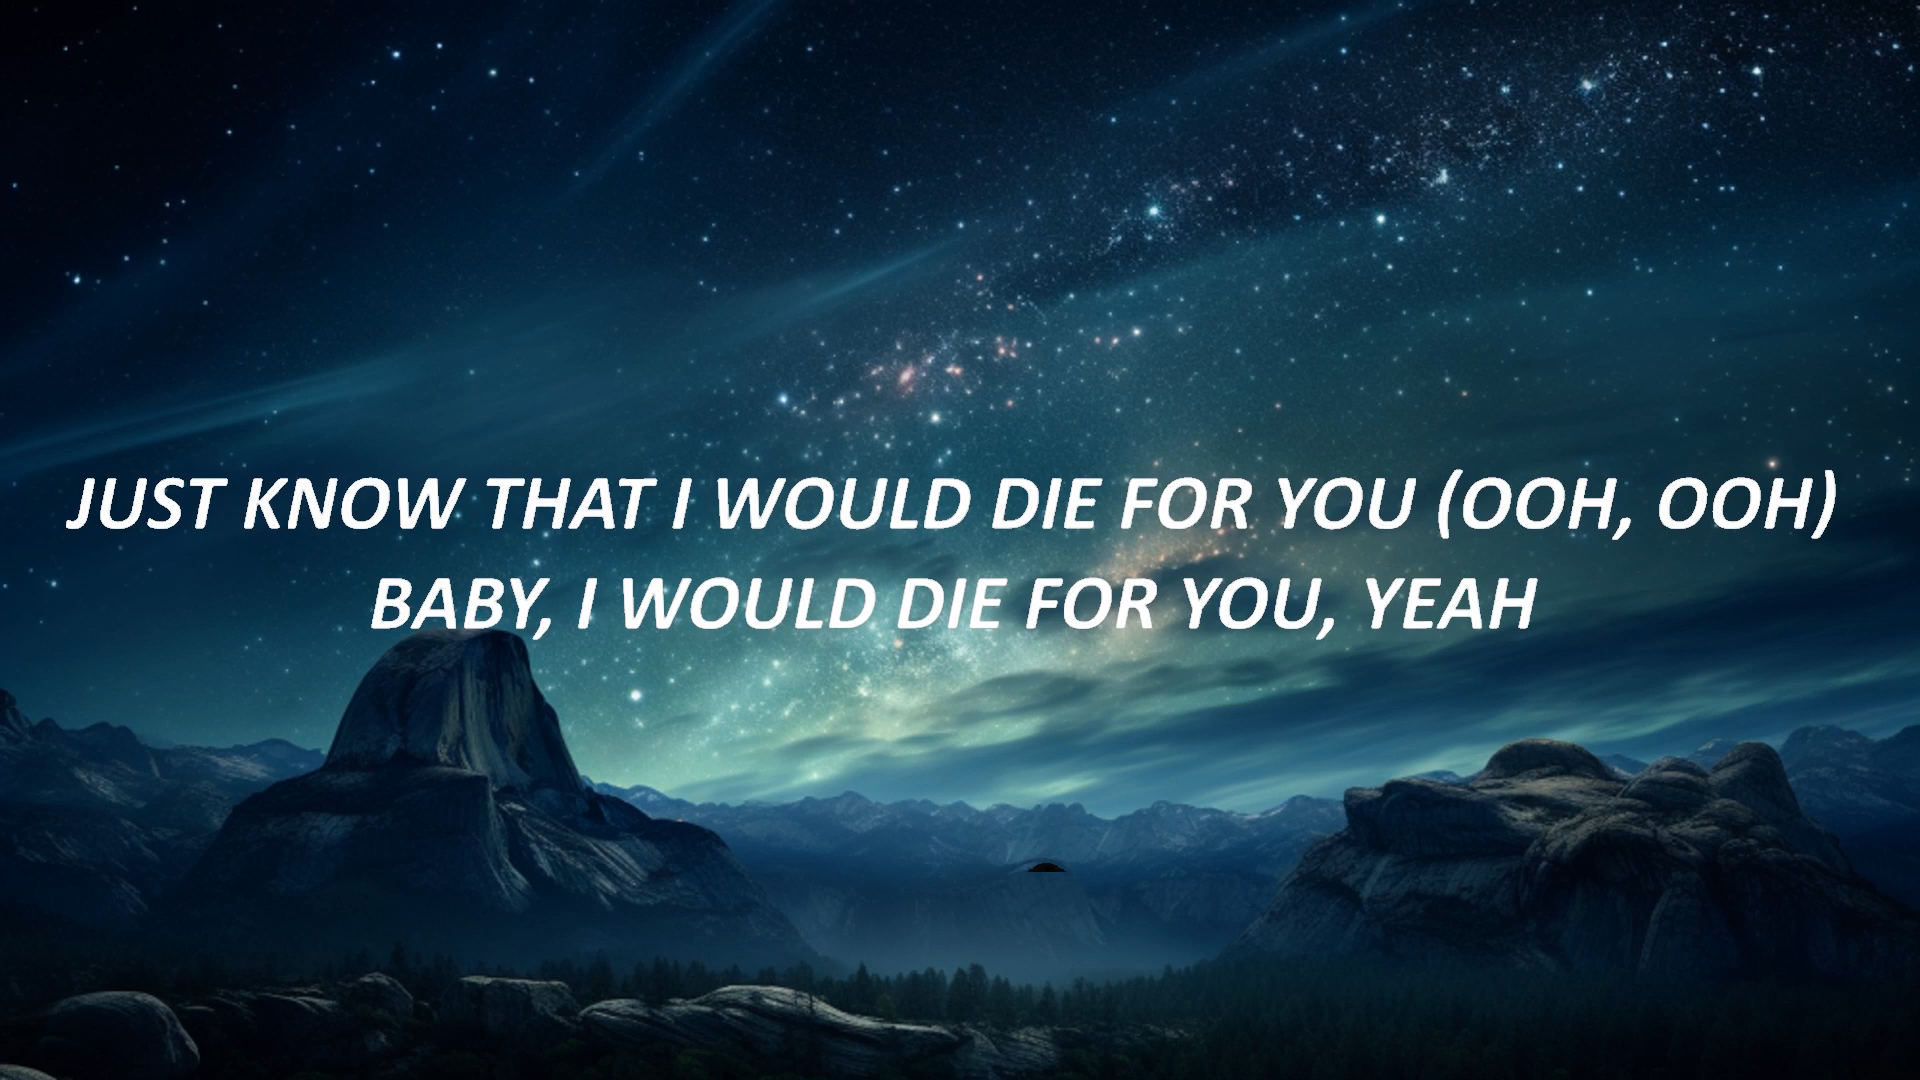 JUST KNOW THAT I WOULD DIE FOR YOU (OOH, OOH)
BABY, I WOULD DIE FOR YOU, YEAH